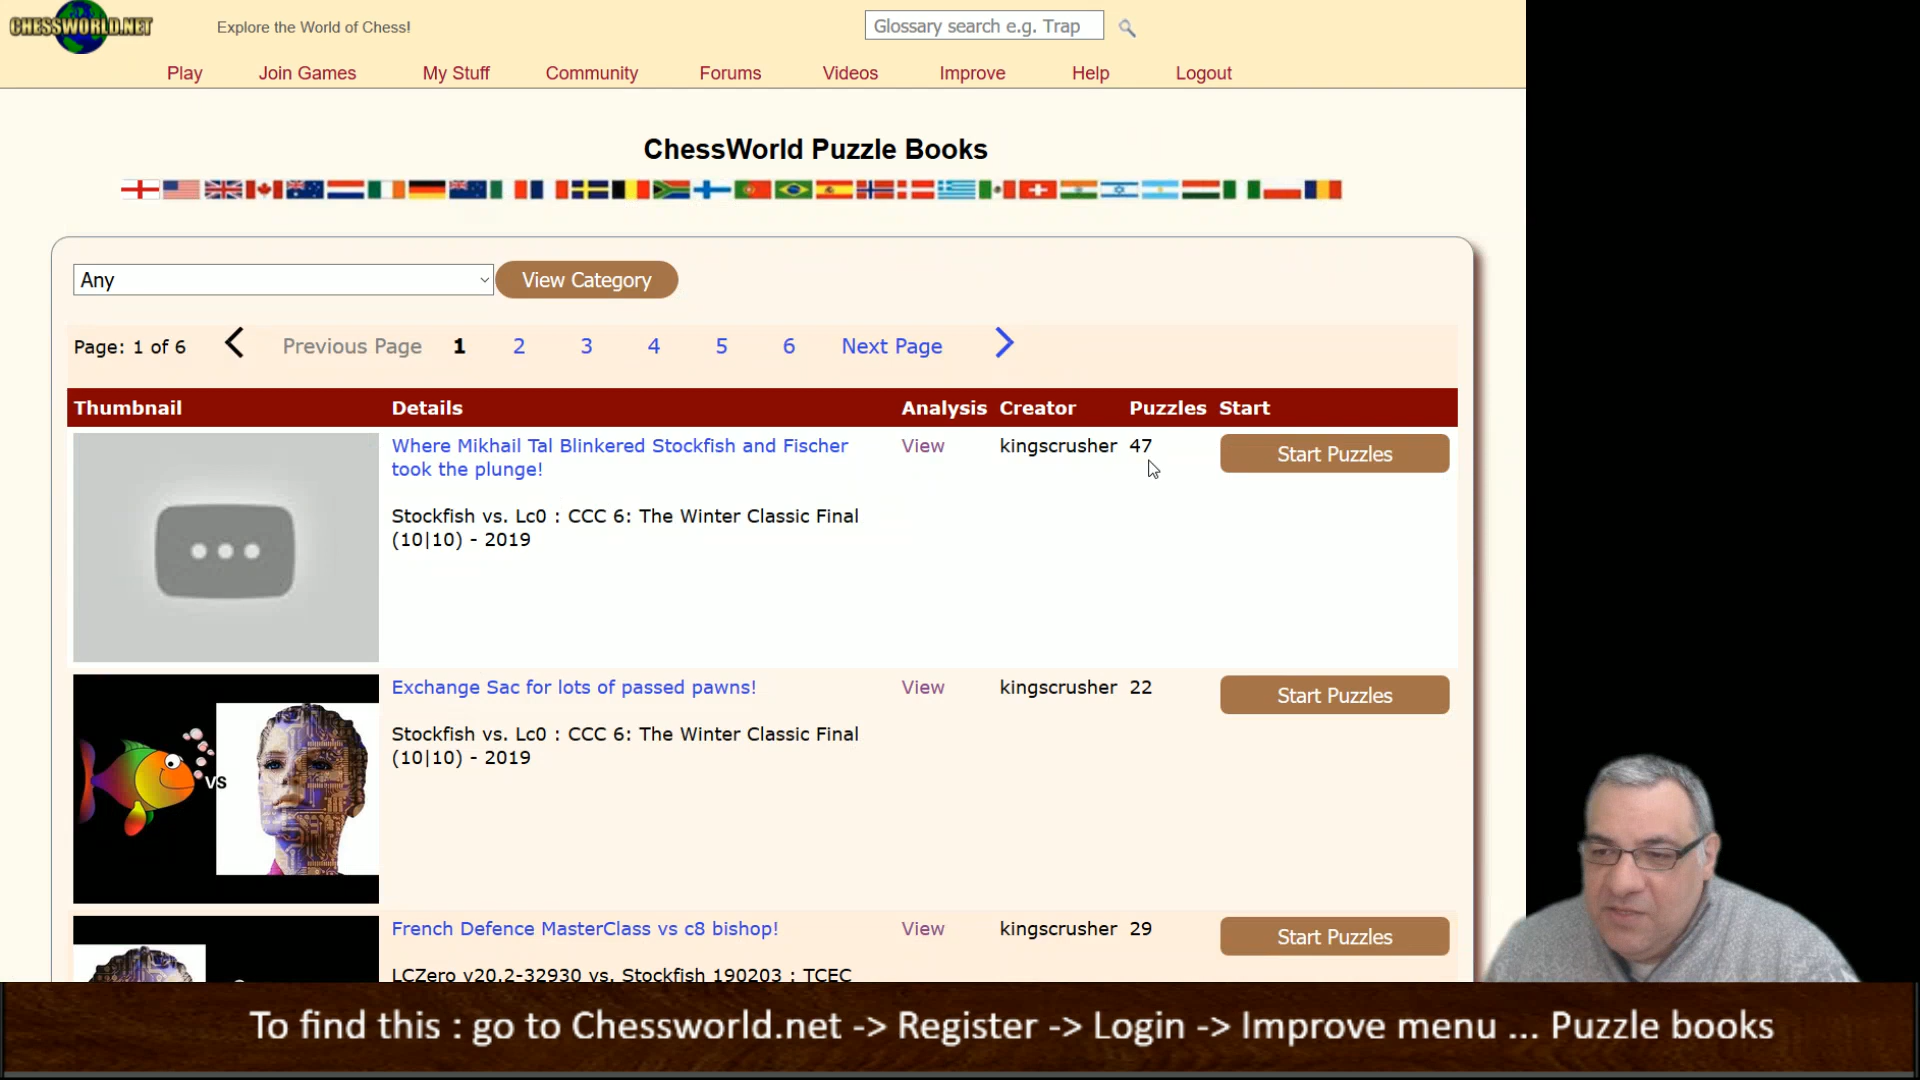 CHESSWORLD.NET
Explore the World of Chess!
Glossary search e.g. Trap
Play Join Games My Stuff Community Forums Videos Improve Help Logout
ChessWorld Puzzle Books
Any
View Category
Page: 1 of 6 Previous Page 1 2 3 4 5 6 Next Page
Thumbnail Details Analysis Creator Puzzles Start
Where Mikhail Tal Blinkered Stockfish and Fischer View kingscrusher 47 Start Puzzles
took the plunge!
Stockfish vs. Lc0 : CCC 6: The Winter Classic Final
(10|10) - 2019
Exchange Sac for lots of passed pawns! View kingscrusher 22 Start Puzzles
Stockfish vs. Lc0 : CCC 6: The Winter Classic Final
(10|10) - 2019
VS
French Defence MasterClass vs c8 bishop! View kingscrusher 29 Start Puzzles
LCZero v20.2-32930 vs. Stockfish 190203 : TCEC
To find this : go to Chessworld.net -> Register -> Login -> Improve menu ... Puzzle books